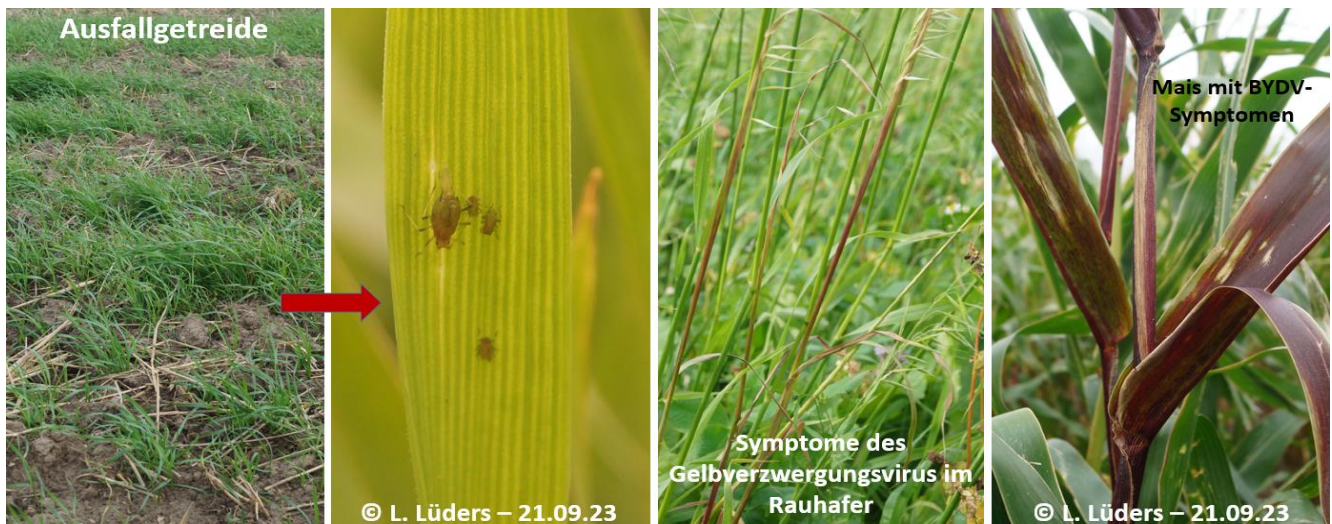 Ausfallgetreide
© L. Lüders – 21.09.23
Symptome des
Gelbverzwergungsvirus im
Rauhafer
Mais mit BYDV-
Symptomen
© L. Lüders – 21.09.23